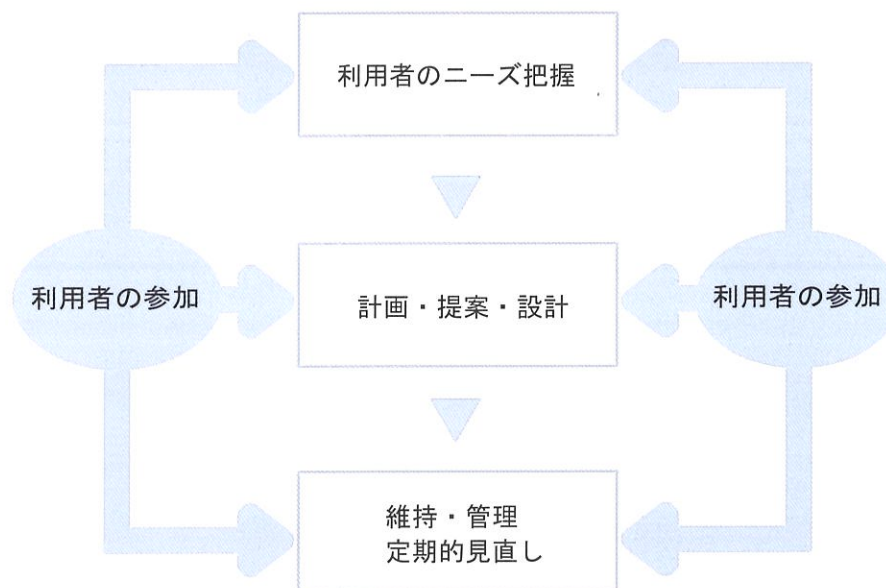 利用者のニーズ把握
利用者の参加
計画・提案・設計
利用者の参加
維持・管理
定期的見直し